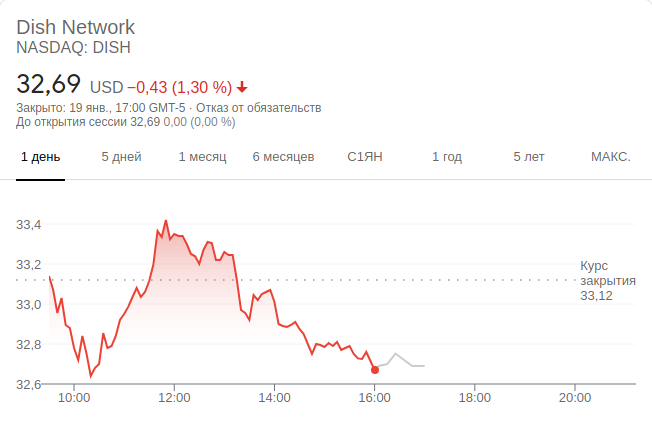 Dish Network
NASDAQ: DISH
32,69 USD −0,43 (1,30 %)
Закрыто: 19 янв., 17:00 GMT-5 · Отказ от обязательств
До открытия сессии 32,69 0,00 (0,00 %)
1 день 5 дней 1 месяц 6 месяцев С1ЯН 1 год 5 лет МАКС.
33,4
33,2
33,0
32,8
32,6
Курс
закрытия
33,12
10:00 12:00 14:00 16:00 18:00 20:00